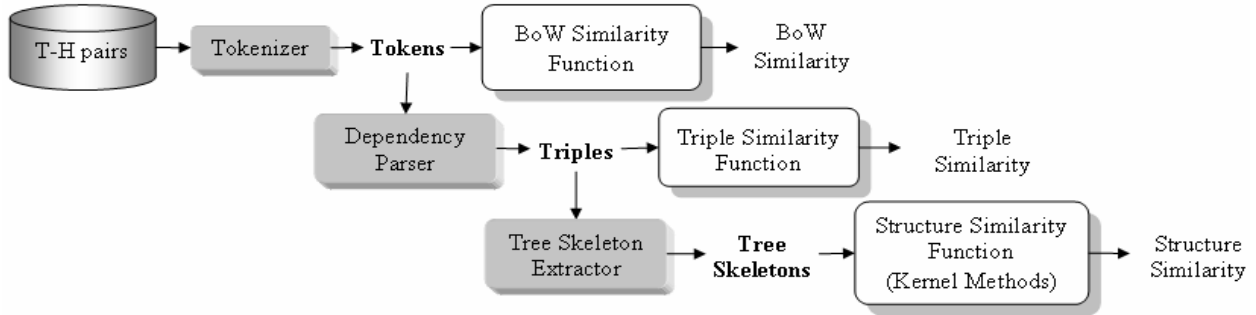 T-H pairs
Tokenizer
Tokens
BoW Similarity
Function
BoW
Similarity
Dependency
Parser
Triples
Triple Similarity
Function
Triple
Similarity
Tree Skeleton
Extractor
Tree
Skeletons
Structure Similarity
Function
(Kernel Methods)
Structure
Similarity